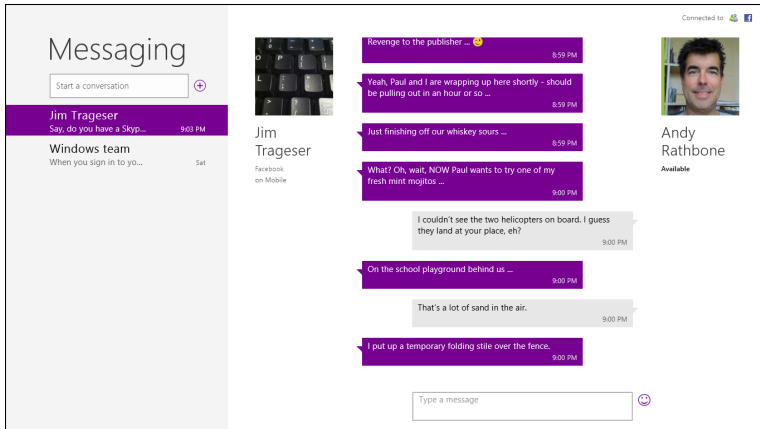 Connected to
Messaging
Start a conversation
Jim Trageser
Say, do you have a Skyp...
9:03 PM
Windows team
When you sign in to yo...
Sat
Jim
Trageser
Facebook
on Mobile
Revenge to the publisher ...
8:59 PM
Yeah, Paul and I are wrapping up here shortly - should
be pulling out in an hour or so ...
8:59 PM
Just finishing off our whiskey sours ...
8:59 PM
What? Oh, wait, NOW Paul wants to try one of my
fresh mint mojitos ...
9:00 PM
I couldn't see the two helicopters on board. I guess
they land at your place, eh?
9:00 PM
On the school playground behind us ...
9:00 PM
That's a lot of sand in the air.
9:00 PM
I put up a temporary folding stile over the fence.
9:00 PM
Type a message
Andy
Rathbone
Available